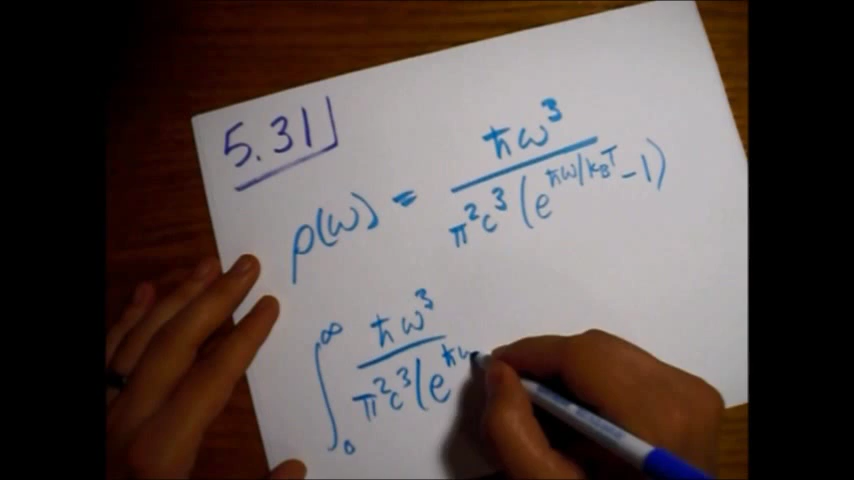 5.31
ρ(ω) = ħω³ / π²c³(e^ħω/k_BT - 1)
∫₀^∞ ħω³ / π²c³(e^ħω